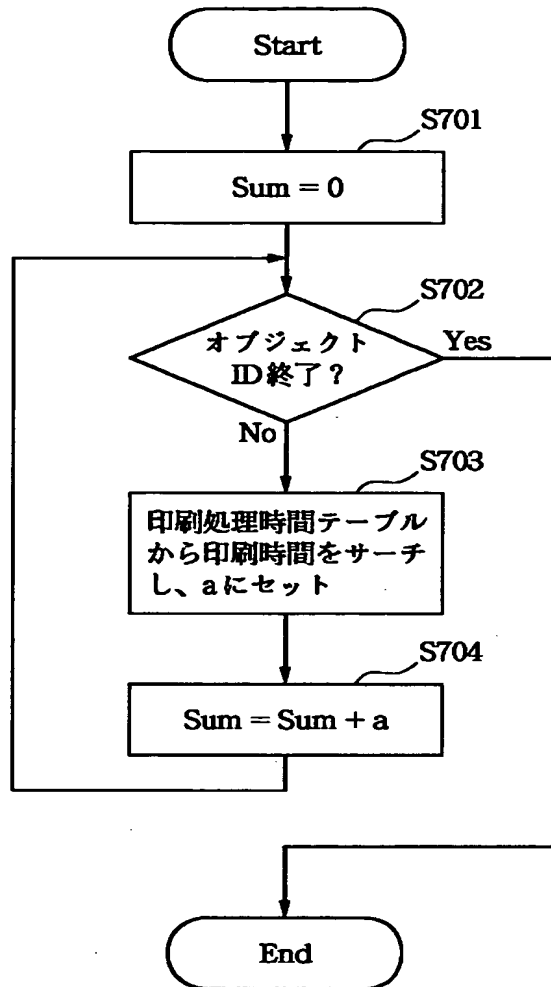 Start
S701
Sum = 0
S702
オブジェクト
ID終了？
Yes
No
S703
印刷処理時間テーブル
から印刷時間をサーチ
し、aにセット
S704
Sum = Sum + a
End